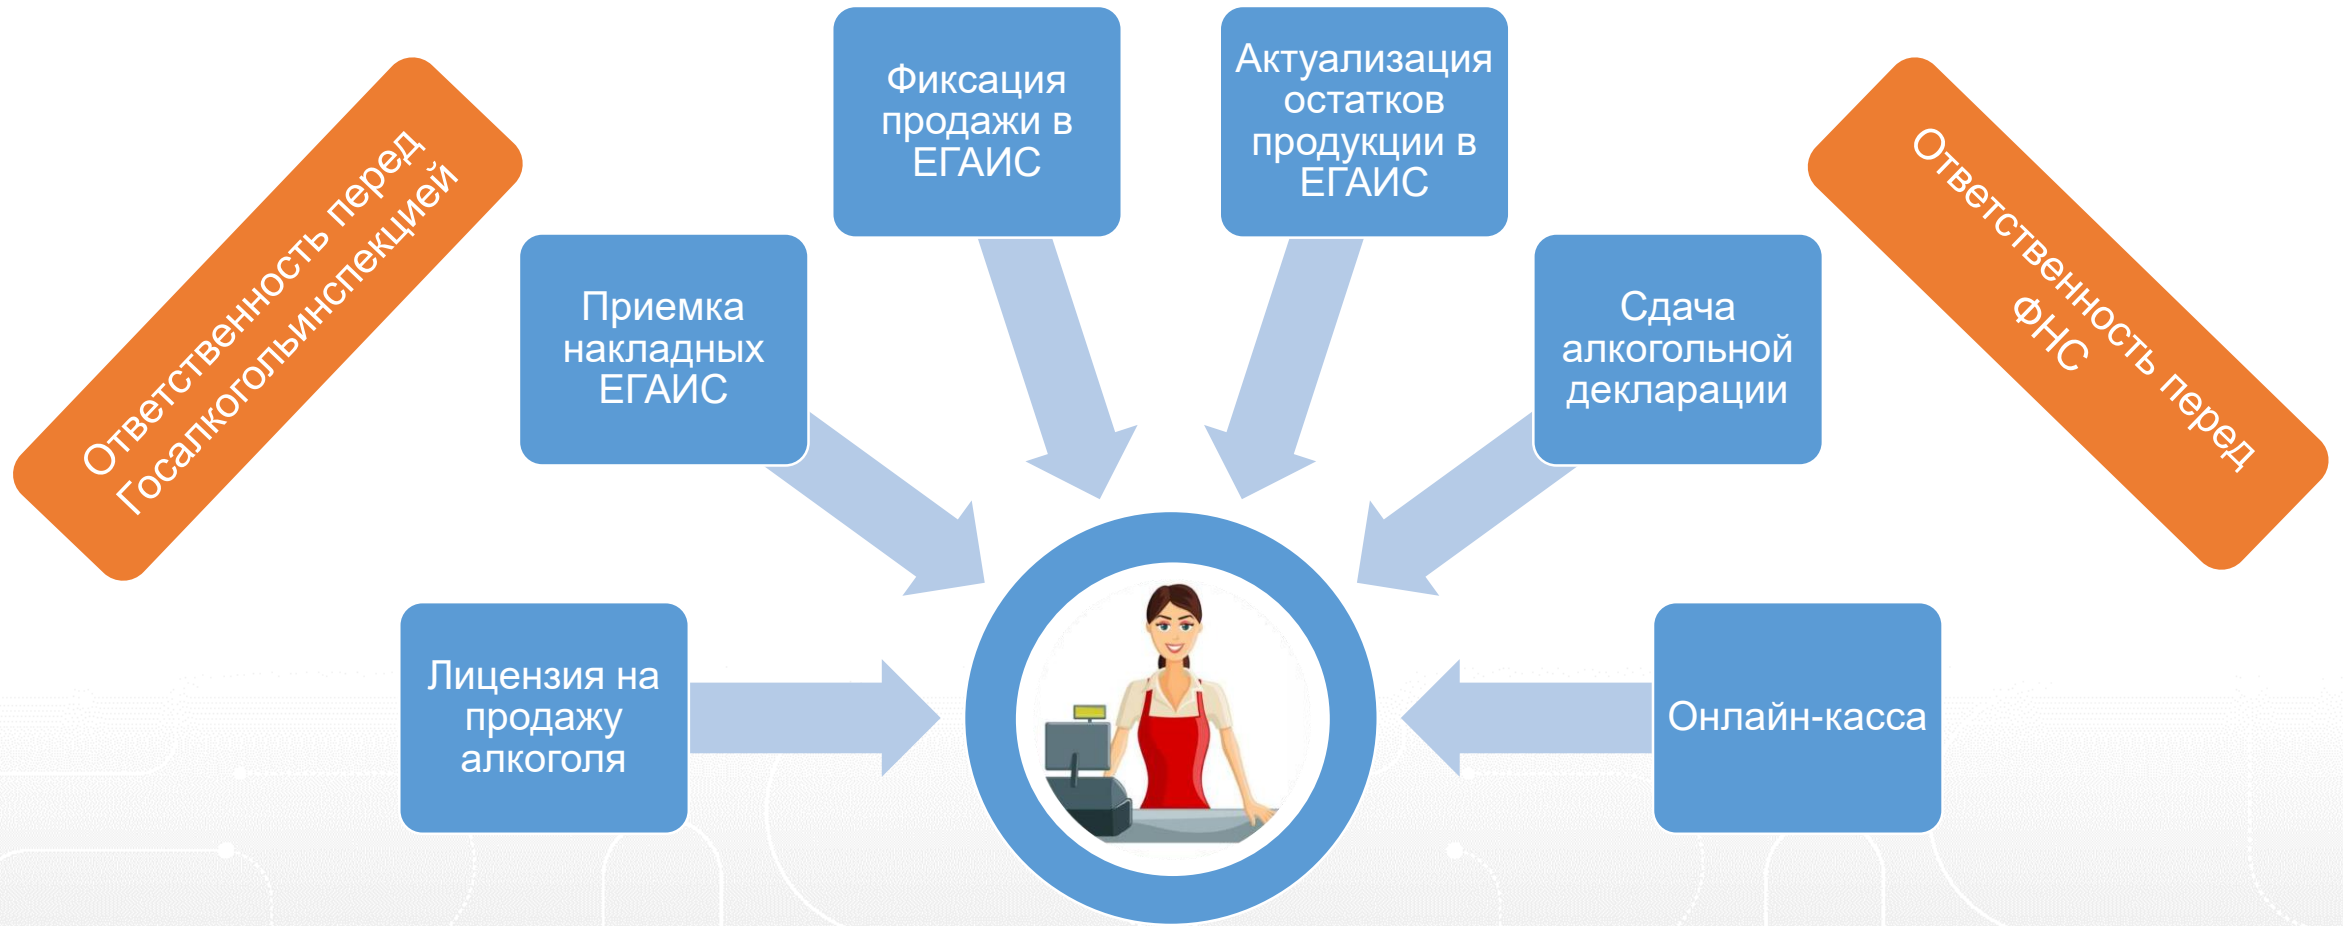 Ответственность перед
Госалкогольинспекцией
Фиксация
продажи в
ЕГАИС
Актуализация
остатков
продукции в
ЕГАИС
Ответственность перед
ФНС
Приемка
накладных
ЕГАИС
Сдача
алкогольной
декларации
Лицензия на
продажу
алкоголя
Онлайн-касса